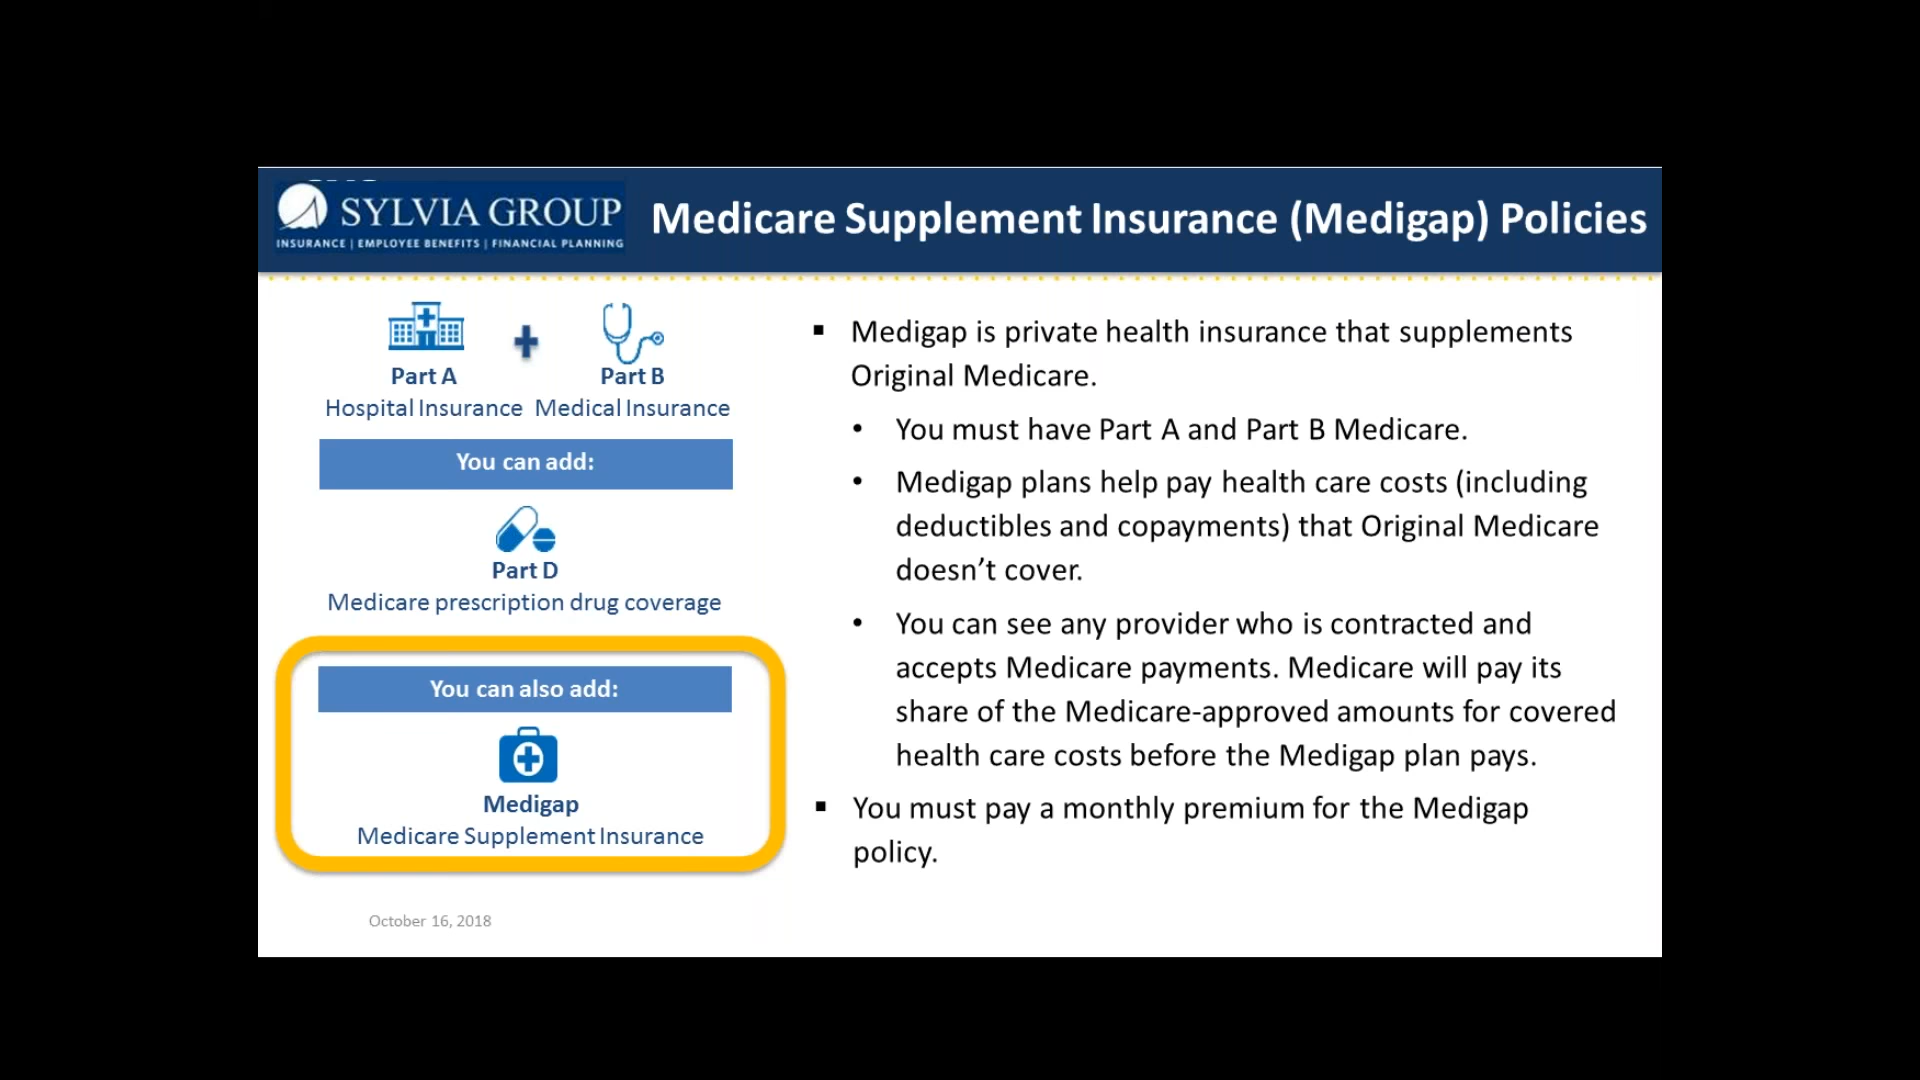 SYLVIA GROUP
INSURANCE | EMPLOYEE BENEFITS | FINANCIAL PLANNING
Medicare Supplement Insurance (Medigap) Policies
Part A
Hospital Insurance
Part B
Medical Insurance
You can add:
Part D
Medicare prescription drug coverage
You can also add:
Medigap
Medicare Supplement Insurance
▪ Medigap is private health insurance that supplements
Original Medicare.
• You must have Part A and Part B Medicare.
• Medigap plans help pay health care costs (including
deductibles and copayments) that Original Medicare
doesn’t cover.
• You can see any provider who is contracted and
accepts Medicare payments. Medicare will pay its
share of the Medicare-approved amounts for covered
health care costs before the Medigap plan pays.
▪ You must pay a monthly premium for the Medigap
policy.
October 16, 2018